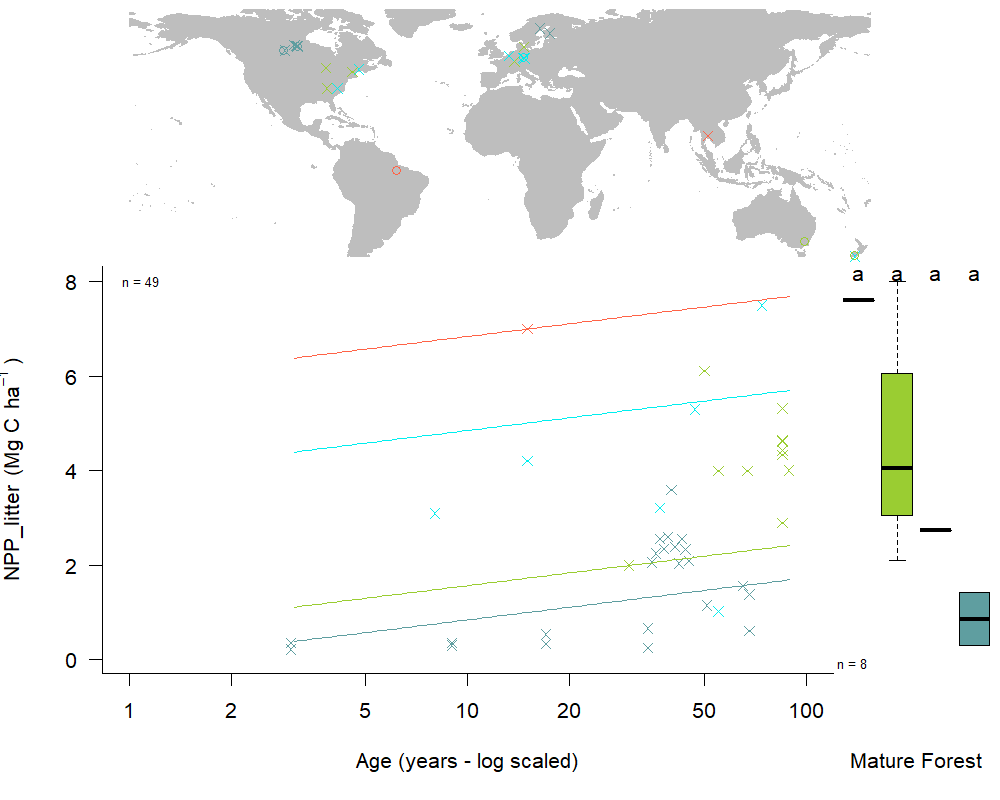 a a a a
n = 49
8
6
4
2
0
NPP_litter (Mg C ha⁻¹)
n = 8
1 2 5 10 20 50 100
Age (years - log scaled)
Mature Forest